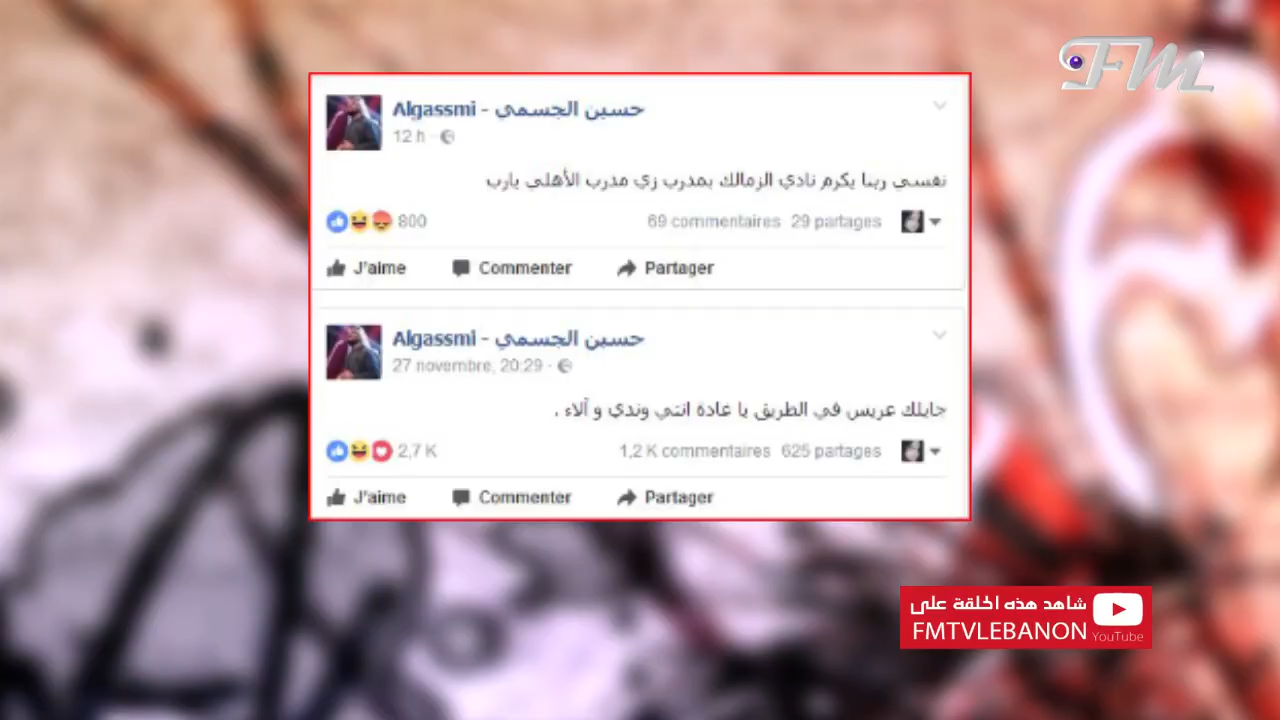 FM
Algassmi - حسين الجسمي
12 h
نفسي ربنا يكرم نادي الزمالك بمدرب زي مدرب الأهلي يارب
800 69 commentaires 29 partages
J'aime Commenter Partager
Algassmi - حسين الجسمي
27 novembre, 20:29
جايلك عريس في الطريق يا غادة انتي وندي و آلاء .
2,7 K 1,2 K commentaires 625 partages
J'aime Commenter Partager
شاهد هذه الحلقة على
FMTVLEBANON YouTube